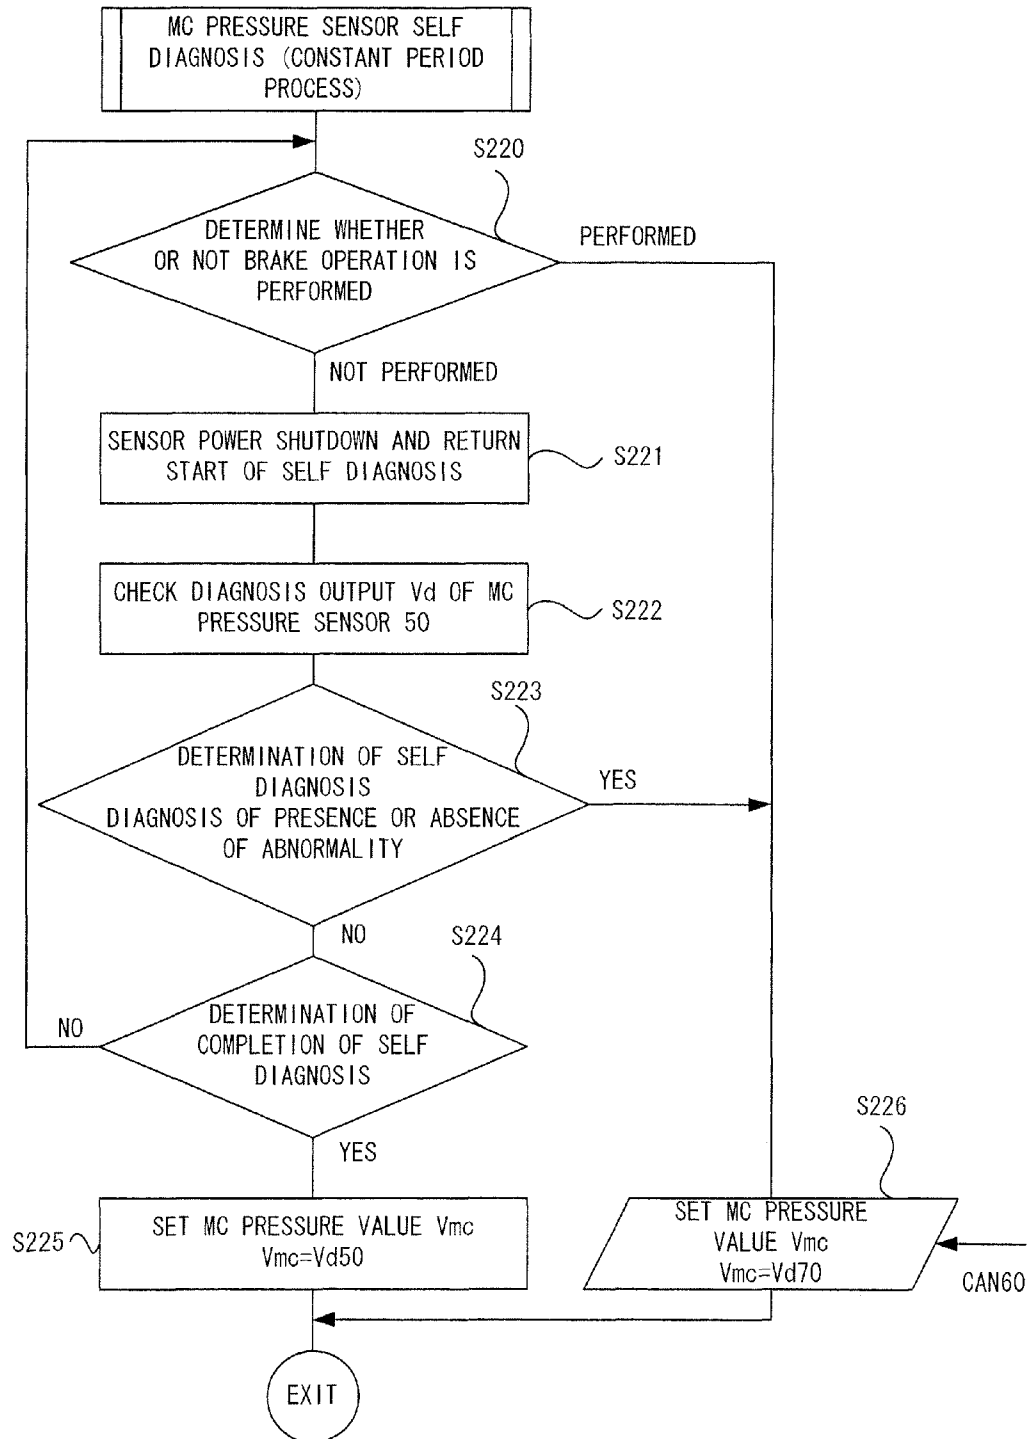 MC PRESSURE SENSOR SELF
DIAGNOSIS (CONSTANT PERIOD
PROCESS)
S220
DETERMINE WHETHER
OR NOT BRAKE OPERATION IS
PERFORMED
PERFORMED
NOT PERFORMED
SENSOR POWER SHUTDOWN AND RETURN
START OF SELF DIAGNOSIS
S221
CHECK DIAGNOSIS OUTPUT Vd OF MC
PRESSURE SENSOR 50
S222
S223
DETERMINATION OF SELF
DIAGNOSIS
DIAGNOSIS OF PRESENCE OR ABSENCE
OF ABNORMALITY
YES
NO
S224
DETERMINATION OF
COMPLETION OF SELF
DIAGNOSIS
NO
YES
S225
SET MC PRESSURE VALUE Vmc
Vmc=Vd50
S226
SET MC PRESSURE
VALUE Vmc
Vmc=Vd70
CAN60
EXIT